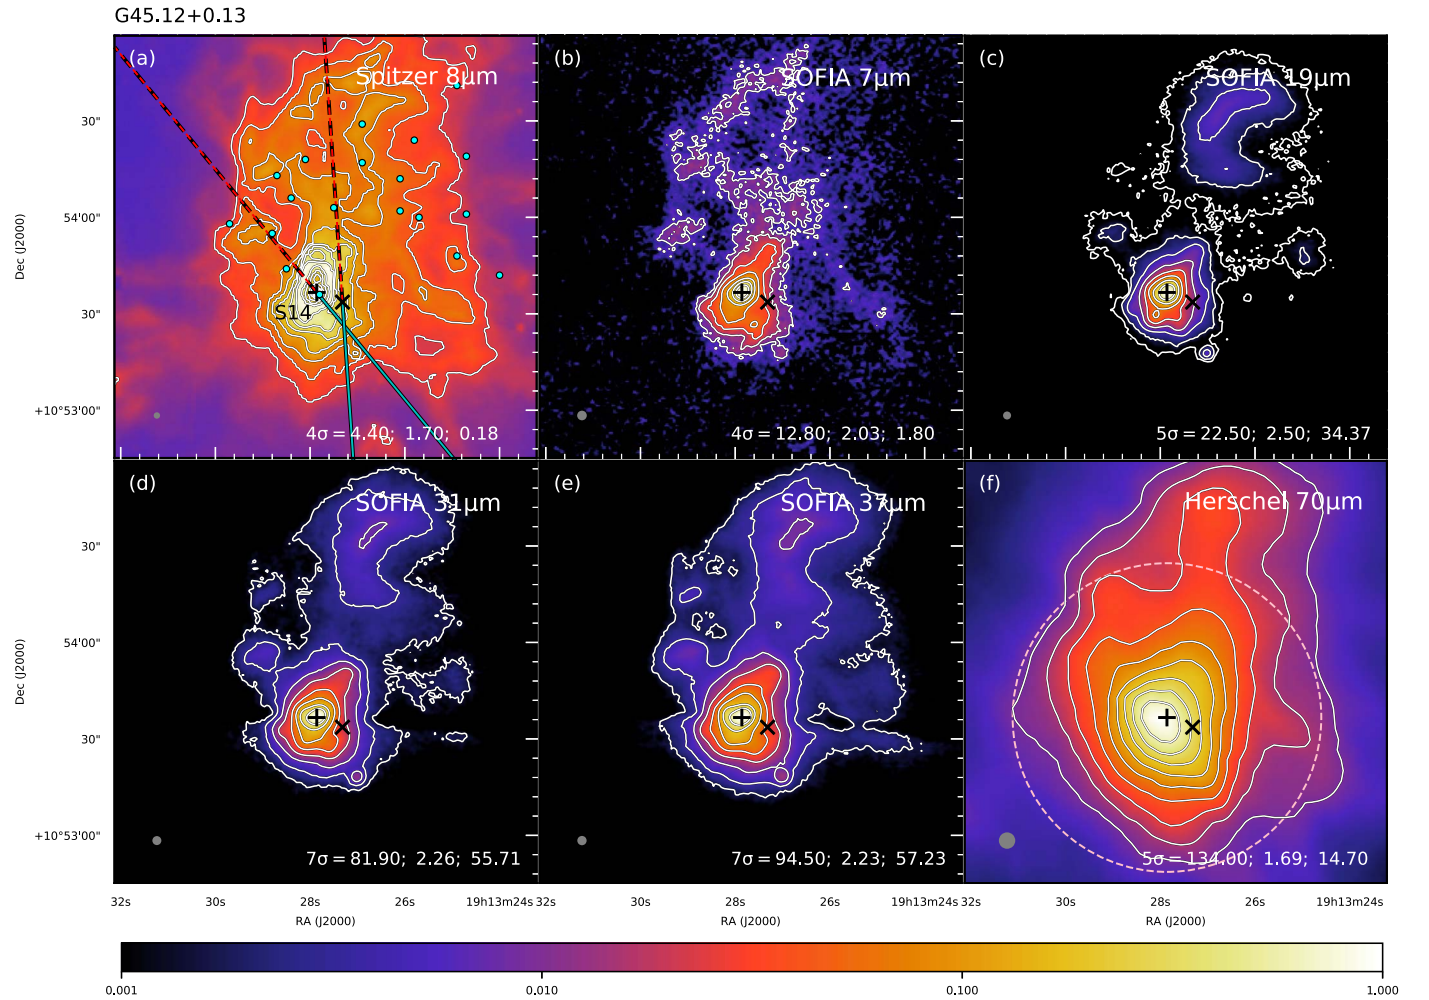 G45.12+0.13
(a) Spitzer 8μm
(b) SOFIA 7μm
(c) SOFIA 19μm
30"
54'00"
30"
+10°53'00"
Dec (J2000)
S14
4σ=4.40; 1.70; 0.18
4σ=12.80; 2.03; 1.80
5σ=22.50; 2.50; 34.37
(d) SOFIA 31μm
(e) SOFIA 37μm
(f) Herschel 70μm
30"
54'00"
30"
+10°53'00"
Dec (J2000)
7σ=81.90; 2.26; 55.71
7σ=94.50; 2.23; 57.23
5σ=134.00; 1.69; 14.70
32s 30s 28s 26s 19h13m24s
32s 30s 28s 26s 19h13m24s
30s 28s 26s 19h13m24s
RA (J2000) RA (J2000) RA (J2000)
0.001 0.010 0.100 1.000